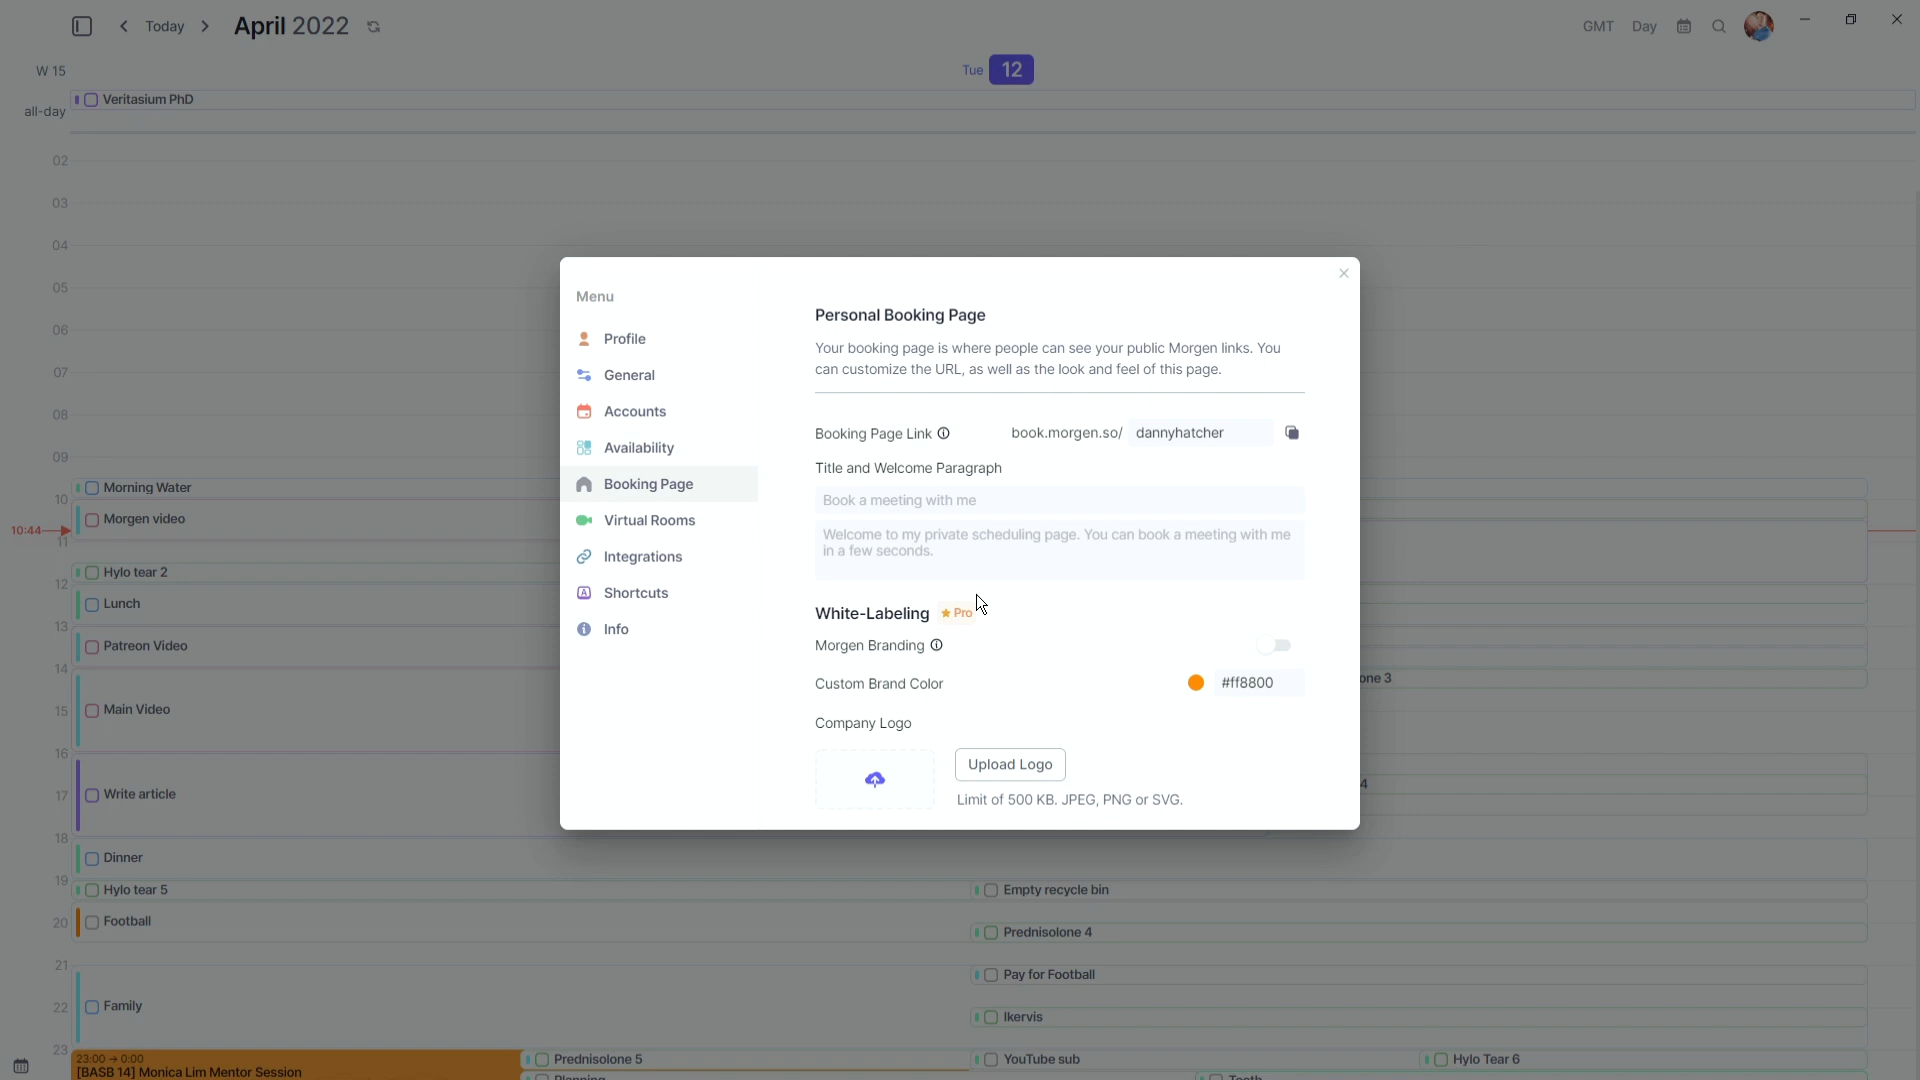 Today
April 2022
GMT
Day
W 15
Tue 12
all-day
Veritasium PhD
02
03
04
05
06
07
08
09
10
10:44
11
12
13
14
15
16
17
18
19
20
21
22
23
Morning Water
Morgen video
Hylo tear 2
Lunch
Patreon Video
Main Video
Write article
Dinner
Hylo tear 5
Football
Family
23:00 → 0:00
[BASB 14] Monica Lim Mentor Session
Menu
Profile
General
Accounts
Availability
Booking Page
Virtual Rooms
Integrations
Shortcuts
Info
Personal Booking Page
Your booking page is where people can see your public Morgen links. You
can customize the URL, as well as the look and feel of this page.
Booking Page Link
book.morgen.so/ dannyhatcher
Title and Welcome Paragraph
Book a meeting with me
Welcome to my private scheduling page. You can book a meeting with me
in a few seconds.
White-Labeling Pro
Morgen Branding
Custom Brand Color
#ff8800
Company Logo
Upload Logo
Limit of 500 KB. JPEG, PNG or SVG.
one 3
4
Empty recycle bin
Prednisolone 4
Pay for Football
Ikervis
Prednisolone 5
YouTube sub
Hylo Tear 6
Planning
Teeth